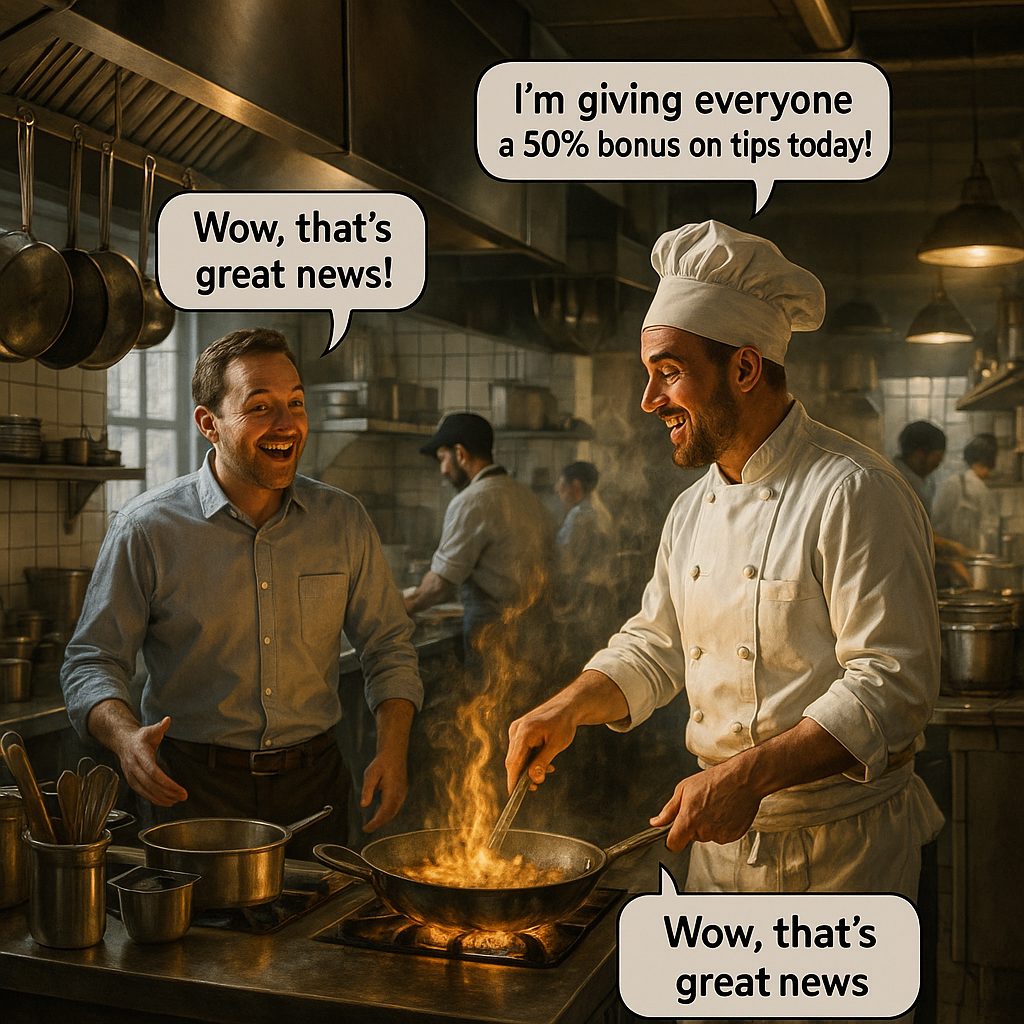 I'm giving everyone
a 50% bonus on tips today!
Wow, that's
great news!
Wow, that's
great news